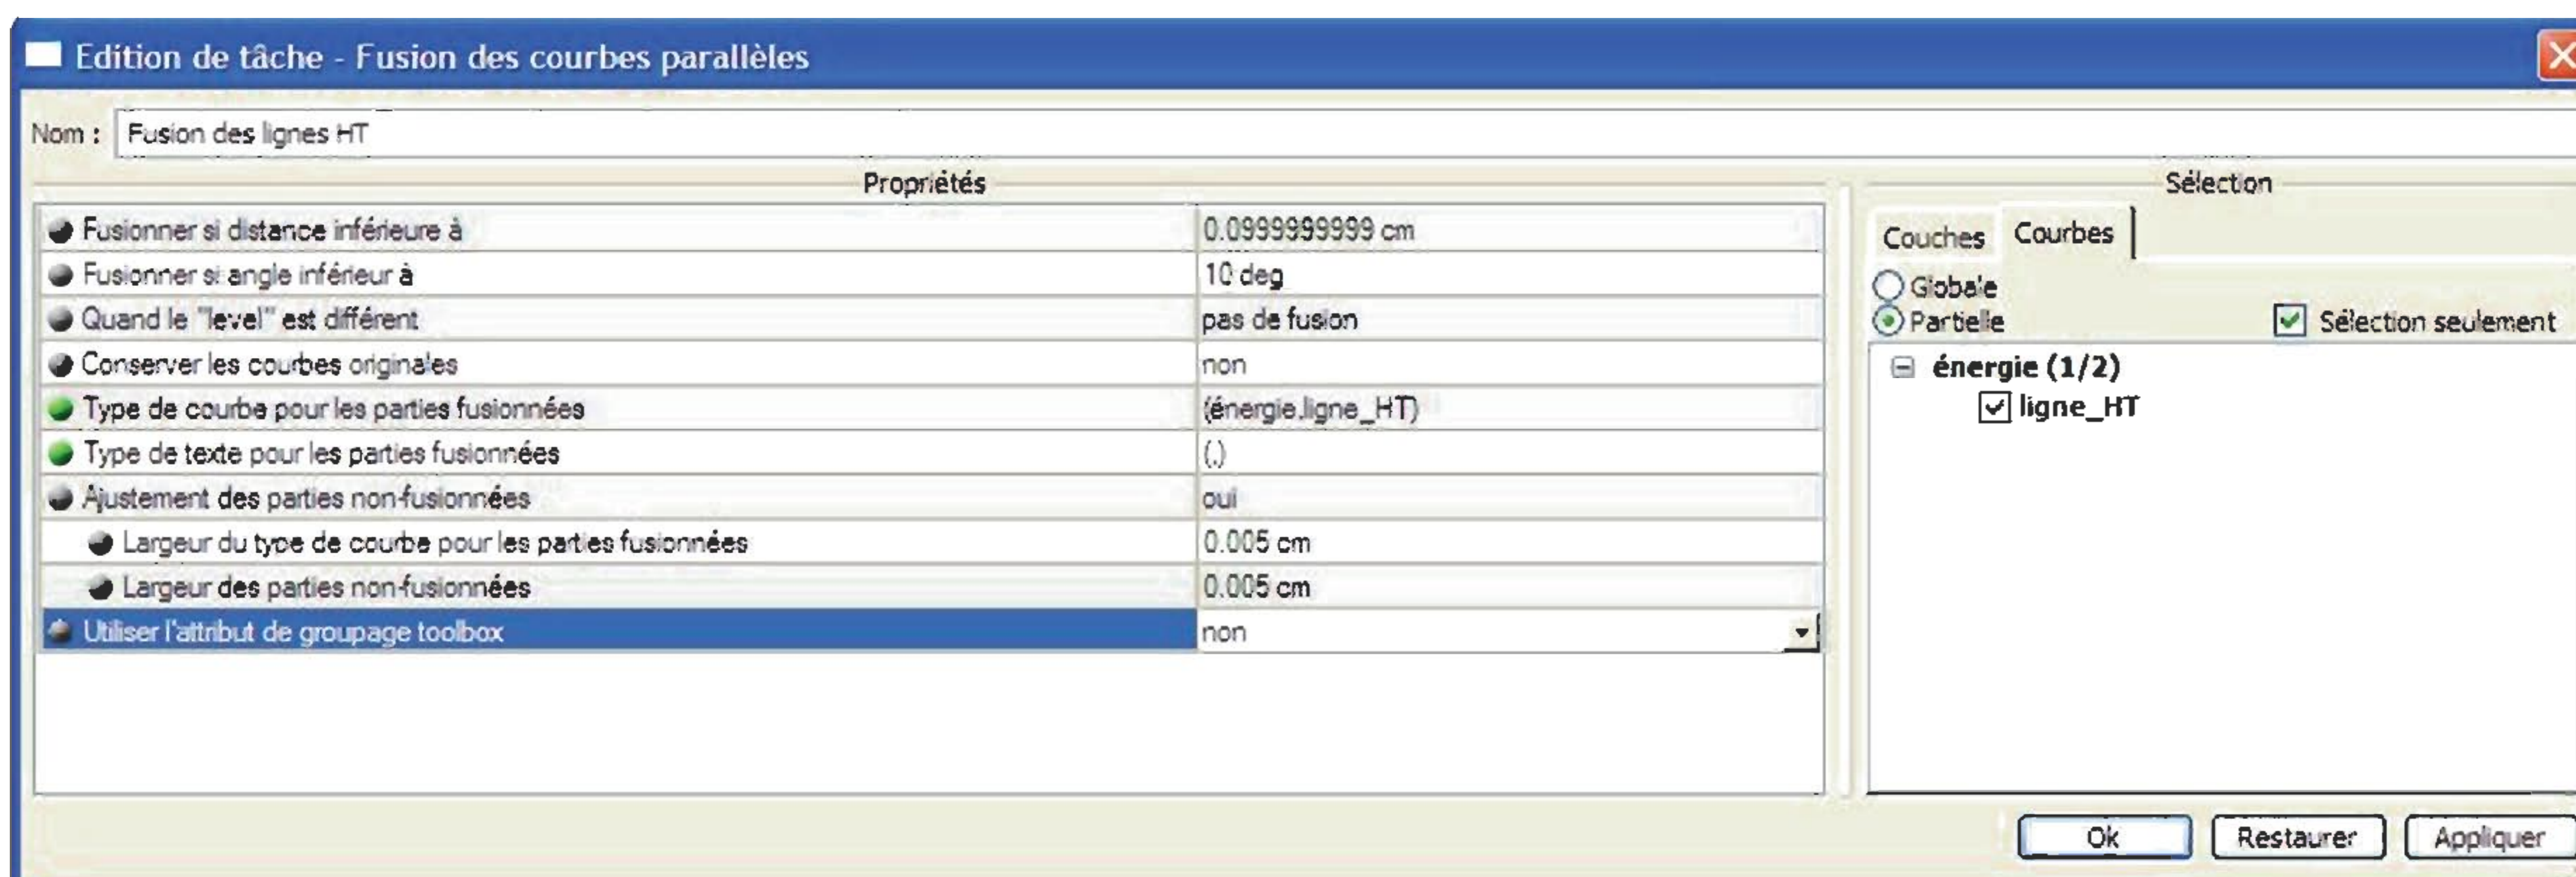 Edition de tâche - Fusion des courbes parallèles
Nom : Fusion des lignes HT
Propriétés
Fusionner si distance inférieure à 0.0999999999 cm
Fusionner si angle inférieur à 10 deg
Quand le "level" est différent pas de fusion
Conserver les courbes originales non
Type de courbe pour les parties fusionnées (énergie,ligne_HT)
Type de texte pour les parties fusionnées (,)
Ajustement des parties non-fusionnées oui
Largeur du type de courbe pour les parties fusionnées 0.005 cm
Largeur des parties non-fusionnées 0.005 cm
Utiliser l'attribut de groupage toolbox non
Sélection
Couches Courbes
Globale
Partielle Sélection seulement
énergie (1/2)
ligne_HT
Ok Restaurer Appliquer